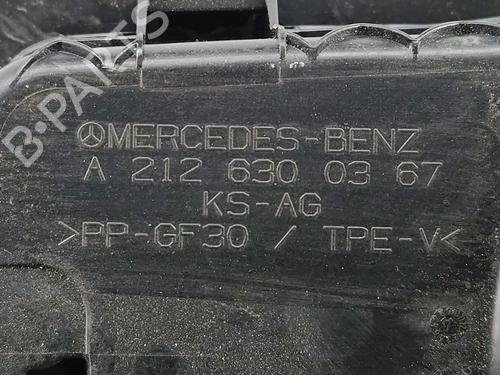 B-PARTS
MERCEDES-BENZ
A 212 630 03 67
KS-AG
>PP-GF30 / TPE-V<